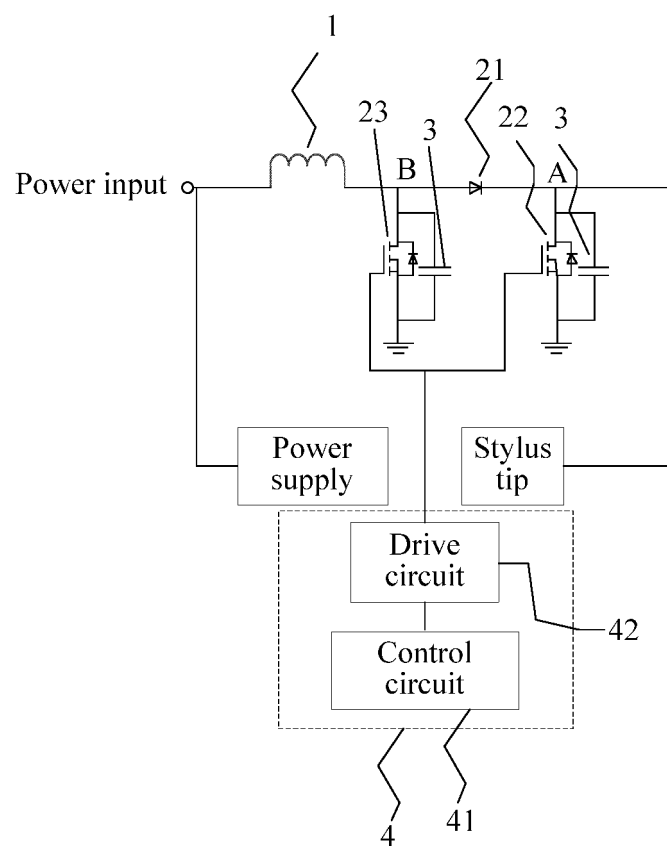 1
21
23
3
22
3
B
A
Power input
Power
supply
Stylus
tip
Drive
circuit
42
Control
circuit
4
41